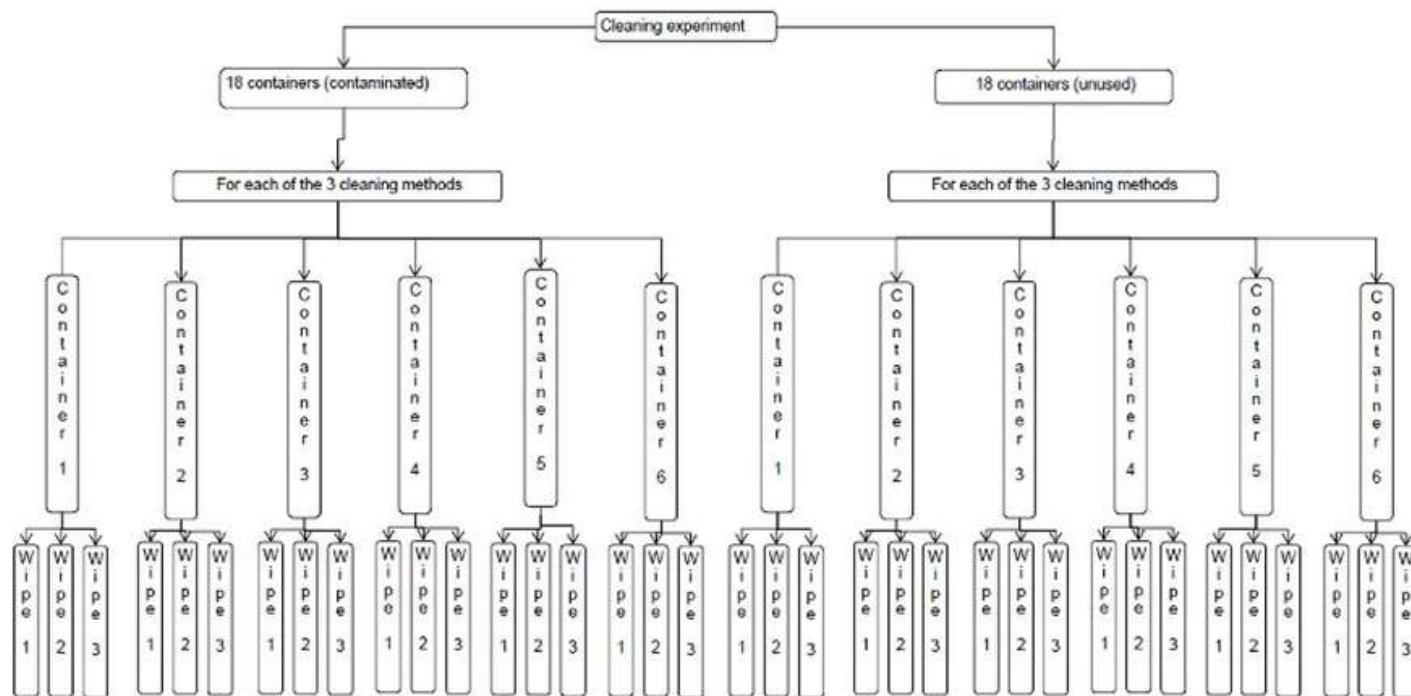 Cleaning experiment
18 containers (contaminated)
18 containers (unused)
For each of the 3 cleaning methods
For each of the 3 cleaning methods
Container 1
Container 2
Container 3
Container 4
Container 5
Container 6
Container 1
Container 2
Container 3
Container 4
Container 5
Container 6
Wipe 1
Wipe 2
Wipe 3
Wipe 1
Wipe 2
Wipe 3
Wipe 1
Wipe 2
Wipe 3
Wipe 1
Wipe 2
Wipe 3
Wipe 1
Wipe 2
Wipe 3
Wipe 1
Wipe 2
Wipe 3
Wipe 1
Wipe 2
Wipe 3
Wipe 1
Wipe 2
Wipe 3
Wipe 1
Wipe 2
Wipe 3
Wipe 1
Wipe 2
Wipe 3
Wipe 1
Wipe 2
Wipe 3
Wipe 1
Wipe 2
Wipe 3